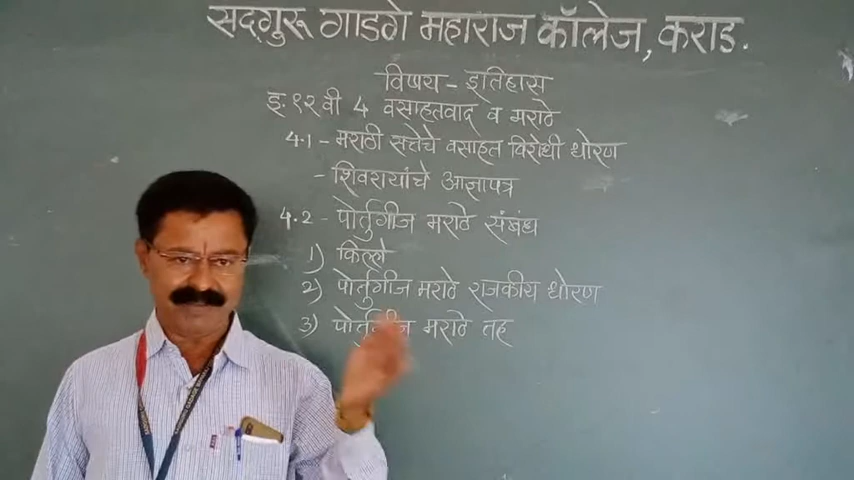 सद्गुरू गाडगे महाराज कॉलेज, कराड.
विषय - इतिहास
इ. १२ वी 4 वसाहतवाद व मराठे
4.1 - मराठी सत्तेचे वसाहत विरोधी धोरण
- शिवरायांचे आज्ञापत्र
4.2 - पोर्तुगीज मराठे संबंध
1) किल्ले
2) पोर्तुगीज मराठे राजकीय धोरण
3) पोर्तुगीज मराठे तह